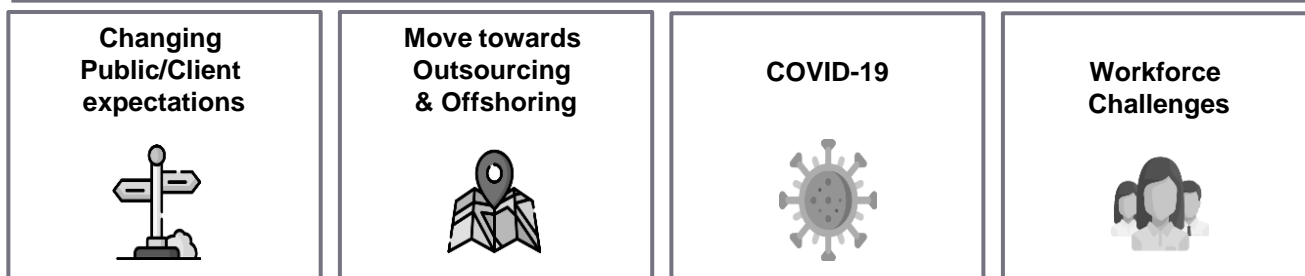 Changing
Public/Client
expectations
Move towards
Outsourcing
& Offshoring
COVID-19
Workforce
Challenges